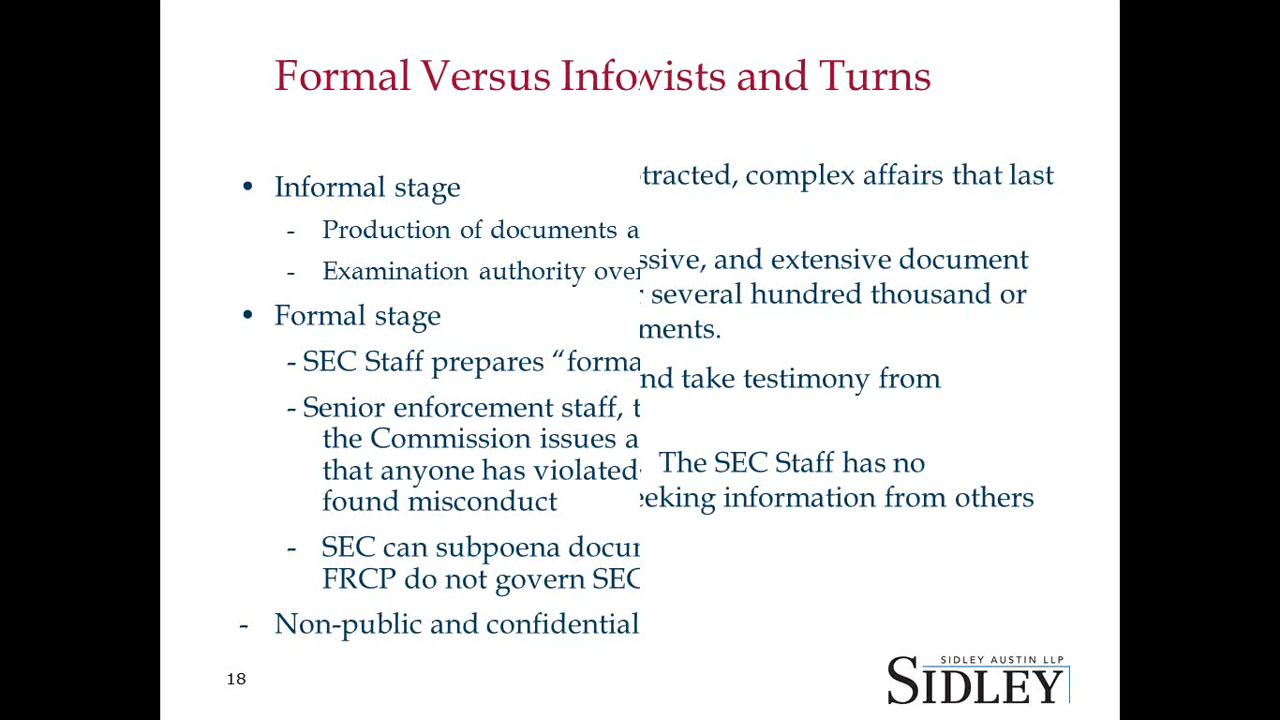 Formal Versus Infowists and Turns
• Informal stage
- Production of documents a
- Examination authority over
• Formal stage
- SEC Staff prepares “forma
- Senior enforcement staff, t
the Commission issues a
that anyone has violated
found misconduct
- SEC can subpoena docu
FRCP do not govern SEC
- Non-public and confidential
tracted, complex affairs that last
ssive, and extensive document
several hundred thousand or
ments.
nd take testimony from
The SEC Staff has no
eeking information from others
18
SIDLEY AUSTIN LLP
SIDLEY